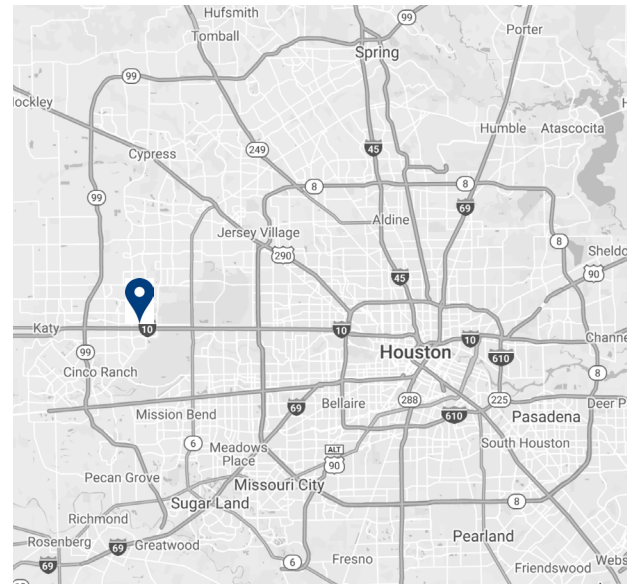 Hufsmith
99
Tomball
Porter
Spring
99
ockley
45
Humble
Atascocita
249
Cypress
8
8
99
69
Aldine
Jersey Village
8
290
Sheldo
45
90
Katy
10
10
10
Channe
Houston
610
99
Cinco Ranch
8
288
225
Deer P
Bellaire
69
610
Mission Bend
Pasadena
6
South Houston
Meadows
Place
ALT
90
Pecan Grove
Missouri City
Sugar Land
8
Richmond
Rosenberg
69
Greatwood
Pearland
69
6
Fresno
Webs
Friendswood